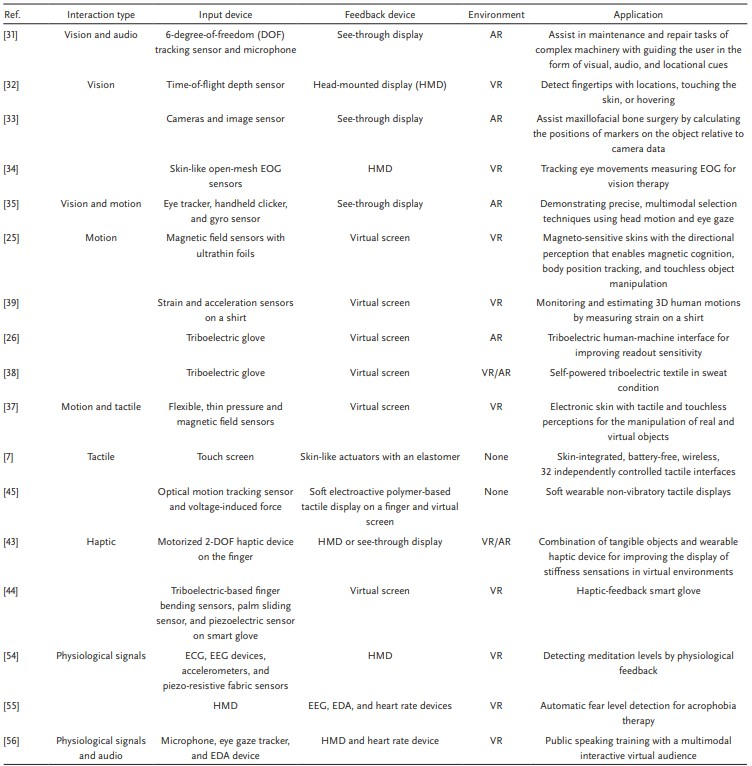 Ref. Interaction type Input device Feedback device Environment Application
[31] Vision and audio 6-degree-of-freedom (DOF) See-through display AR Assist in maintenance and repair tasks of
tracking sensor and microphone complex machinery with guiding the user in the
form of visual, audio, and locational cues
[32] Vision Time-of-flight depth sensor Head-mounted display (HMD) VR Detect fingertips with locations, touching the
skin, or hovering
[33] Cameras and image sensor See-through display AR Assist maxillofacial bone surgery by calculating
the positions of markers on the object relative to
camera data
[34] Skin-like open-mesh EOG HMD VR Tracking eye movements measuring EOG for
sensors vision therapy
[35] Vision and motion Eye tracker, handheld clicker, See-through display AR Demonstrating precise, multimodal selection
and gyro sensor techniques using head motion and eye gaze
[25] Motion Magnetic field sensors with Virtual screen VR Magneto-sensitive skins with the directional
ultrathin foils perception that enables magnetic cognition,
body position tracking, and touchless object
manipulation
[39] Strain and acceleration sensors Virtual screen VR Monitoring and estimating 3D human motions
on a shirt by measuring strain on a shirt
[26] Triboelectric glove Virtual screen AR Triboelectric human-machine interface for
improving readout sensitivity
[38] Triboelectric glove Virtual screen VR/AR Self-powered triboelectric textile in sweat
condition
[37] Motion and tactile Flexible, thin pressure and Virtual screen VR Electronic skin with tactile and touchless
magnetic field sensors perceptions for the manipulation of real and
virtual objects
[7] Tactile Touch screen Skin-like actuators with an elastomer None Skin-integrated, battery-free, wireless,
32 independently controlled tactile interfaces
[45] Optical motion tracking sensor Soft electroactive polymer-based None Soft wearable non-vibratory tactile displays
and voltage-induced force tactile display on a finger and virtual
screen
[43] Haptic Motorized 2-DOF haptic device HMD or see-through display VR/AR Combination of tangible objects and wearable
on the finger haptic device for improving the display of
stiffness sensations in virtual environments
[44] Triboelectric-based finger Virtual screen VR Haptic-feedback smart glove
bending sensors, palm sliding
sensor, and piezoelectric sensor
on smart glove
[54] Physiological signals ECG, EEG devices, HMD VR Detecting meditation levels by physiological
accelerometers, and feedback
piezo-resistive fabric sensors
[55] HMD EEG, EDA, and heart rate devices VR Automatic fear level detection for acrophobia
therapy
[56] Physiological signals Microphone, eye gaze tracker, HMD and heart rate device VR Public speaking training with a multimodal
and audio and EDA device interactive virtual audience